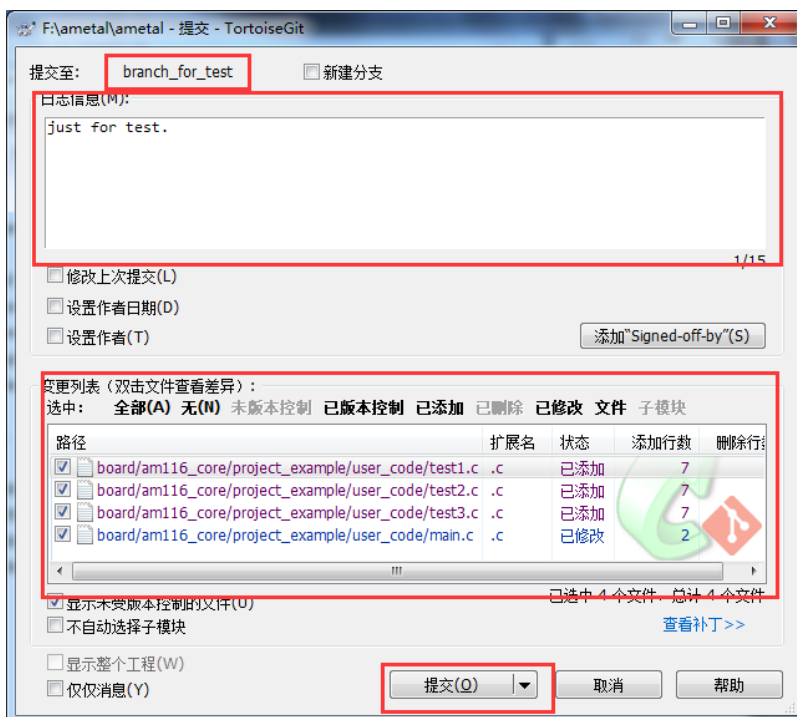 F:\ametal\ametal - 提交 - TortoiseGit
提交至: branch_for_test 新建分支
日志信息(M):
just for test.
1/15
修改上次提交(L)
设置作者日期(D)
设置作者(T)
添加"Signed-off-by"(S)
变更列表（双击文件查看差异）:
选中: 全部(A) 无(N) 未版本控制 已版本控制 已添加 已删除 已修改 文件 子模块
路径 扩展名 状态 添加行数 删除行数
board/am116_core/project_example/user_code/test1.c .c 已添加 7
board/am116_core/project_example/user_code/test2.c .c 已添加 7
board/am116_core/project_example/user_code/test3.c .c 已添加 7
board/am116_core/project_example/user_code/main.c .c 已修改 2
显示未受版本控制的文件(U)
已选中 4 个文件，总计 4 个文件
不自动选择子模块
查看补丁>>
显示整个工程(W)
仅仅消息(Y)
提交(O) 取消 帮助